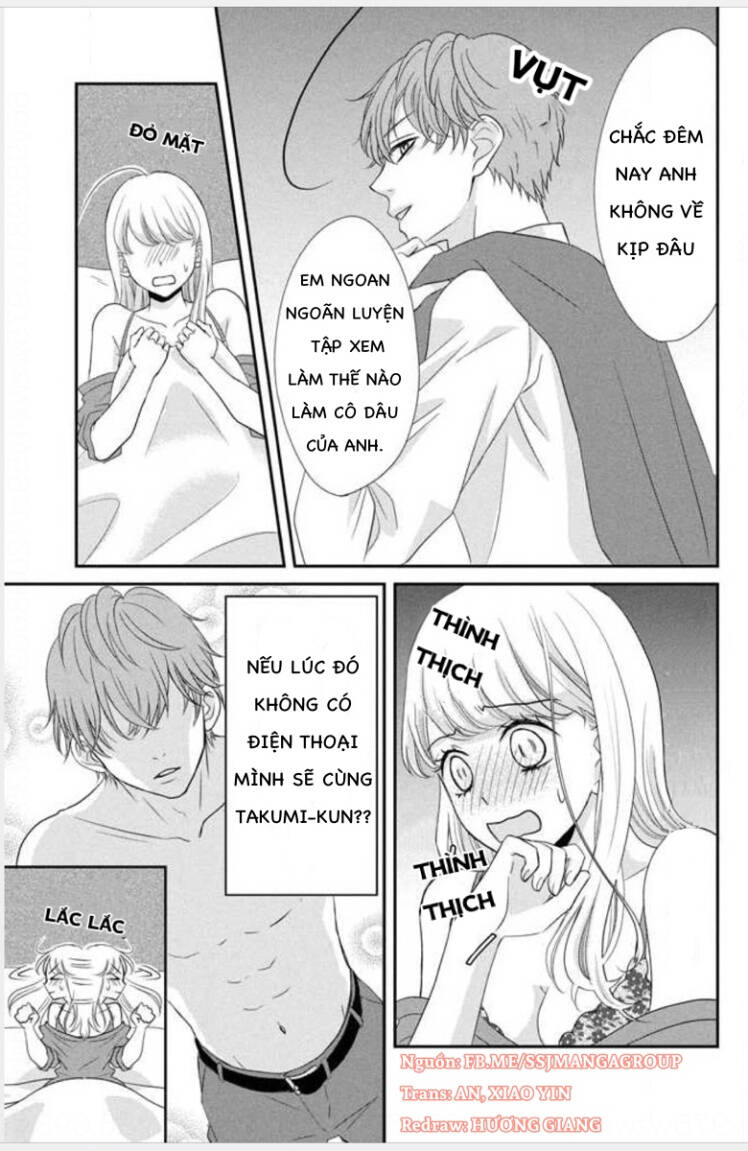 VỤT
CHẮC ĐÊM
NAY ANH
KHÔNG VỀ
KỊP ĐÂU
EM NGOAN
NGOÃN LUYỆN
TẬP XEM
LÀM THẾ NÀO
LÀM CÔ DÂU
CỦA ANH.
ĐỎ MẶT
THÌNH
THỊCH
THÌNH
THỊCH
NẾU LÚC ĐÓ
KHÔNG CÓ
ĐIỆN THOẠI
MÌNH SẼ CÙNG
TAKUMI-KUN??
LẮC LẮC
Nguồn: FB.ME/SSJMANGAGROUP
Trans: AN, XIAO YIN
Redraw: HƯƠNG GIANG